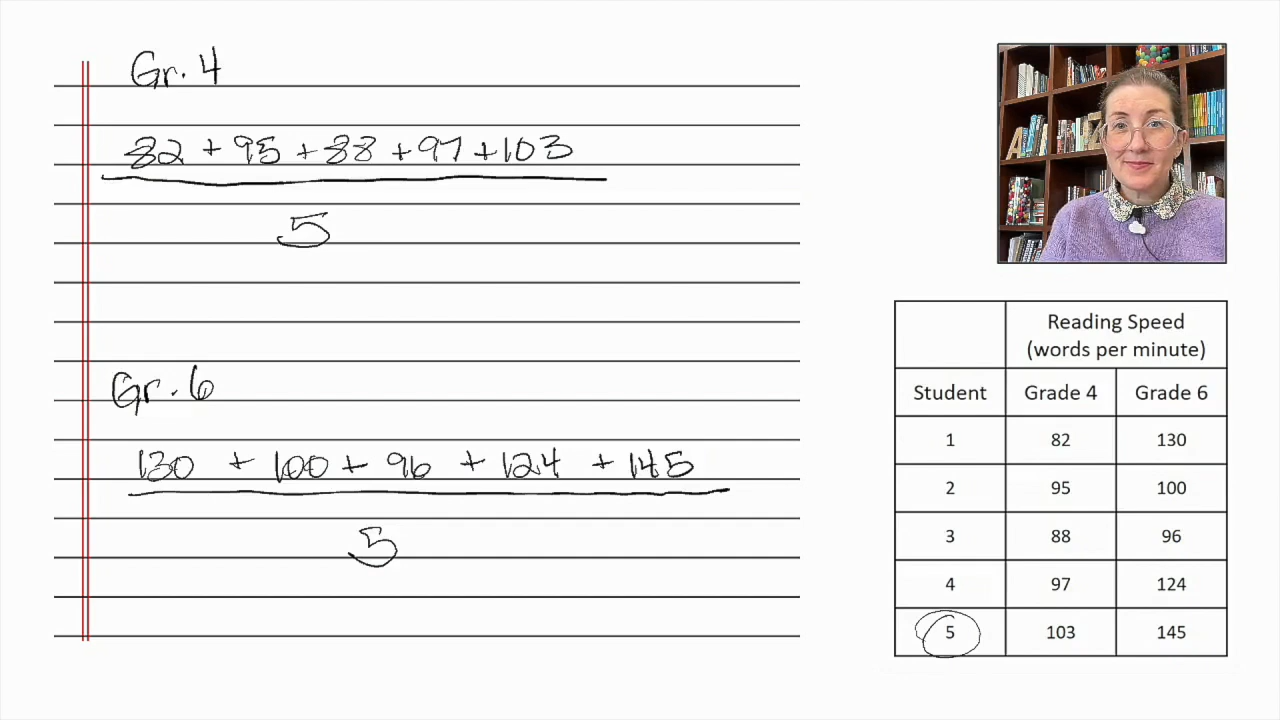 Gr. 4
82 + 95 + 88 + 97 + 103
5
Gr. 6
130 + 100 + 96 + 124 + 145
5
A Z
Reading Speed
(words per minute)
Student Grade 4 Grade 6
1 82 130
2 95 100
3 88 96
4 97 124
5 103 145